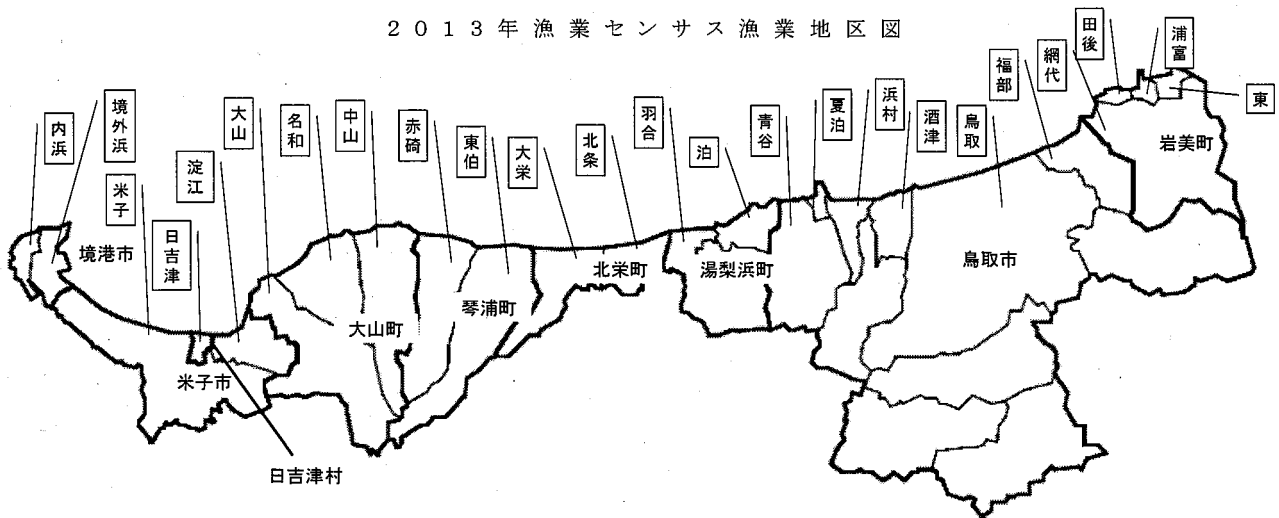 2013年漁業センサス漁業地区図
内浜
境外浜
米子
日吉津
淀江
大山
名和
中山
赤碕
東伯
大栄
北条
羽合
泊
青谷
夏泊
浜村
酒津
鳥取
福部
網代
田後
浦富
東
境港市
米子市
日吉津村
大山町
琴浦町
北栄町
湯梨浜町
鳥取市
岩美町